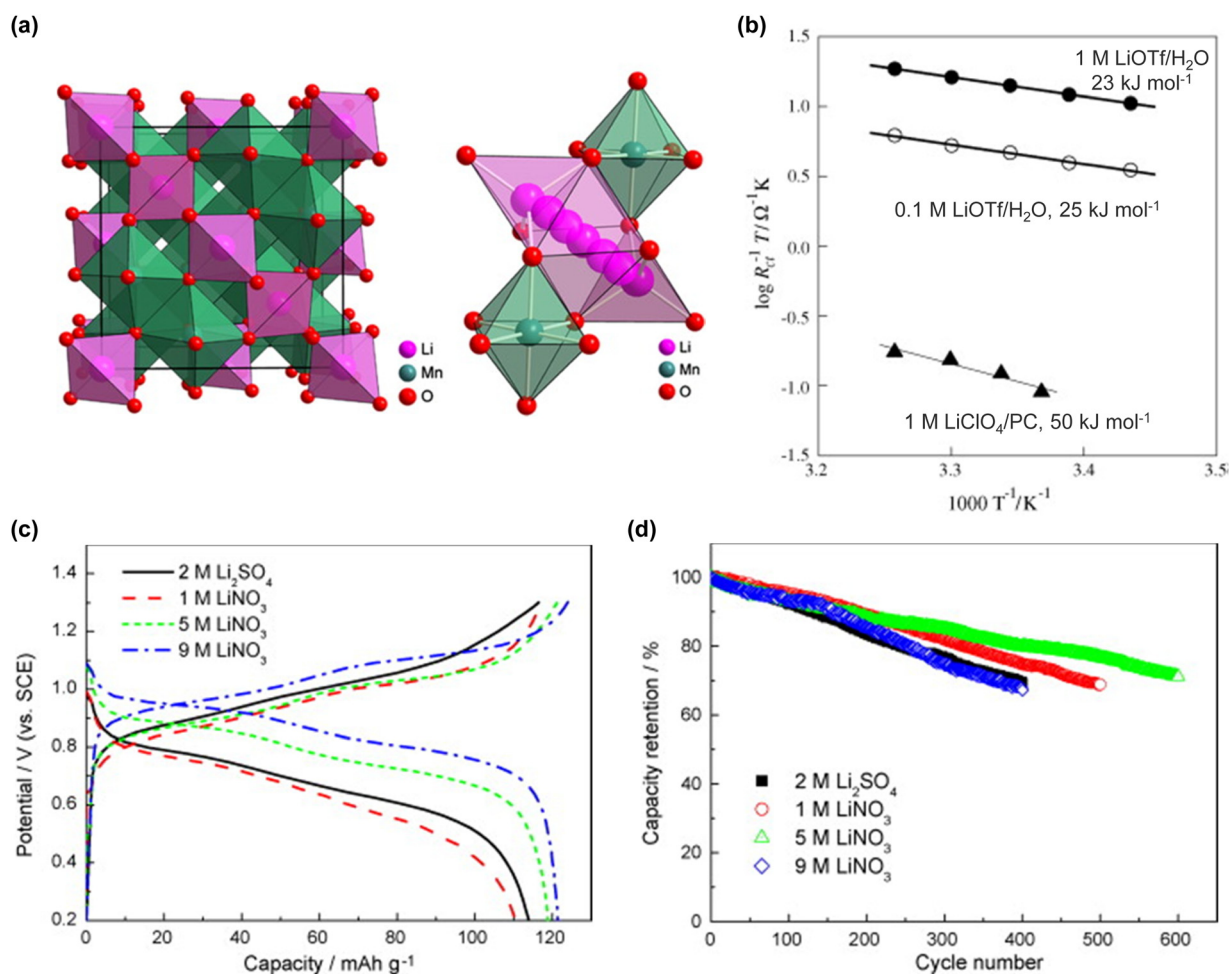 (a)
Li
Mn
O
Li
Mn
O
(b)
1.5
1.0
0.5
0.0
-0.5
-1.0
-1.5
log R_ct^-1 T/Ω^-1 K
1 M LiOTf/H₂O
23 kJ mol⁻¹
0.1 M LiOTf/H₂O, 25 kJ mol⁻¹
1 M LiClO₄/PC, 50 kJ mol⁻¹
3.2 3.3 3.4 3.5
1000 T⁻¹/K⁻¹
(c)
1.4
1.2
1.0
0.8
0.6
0.4
0.2
Potential / V (vs. SCE)
2 M Li₂SO₄
1 M LiNO₃
5 M LiNO₃
9 M LiNO₃
0 20 40 60 80 100 120
Capacity / mAh g⁻¹
(d)
100
80
60
40
20
0
Capacity retention / %
2 M Li₂SO₄
1 M LiNO₃
5 M LiNO₃
9 M LiNO₃
0 100 200 300 400 500 600
Cycle number